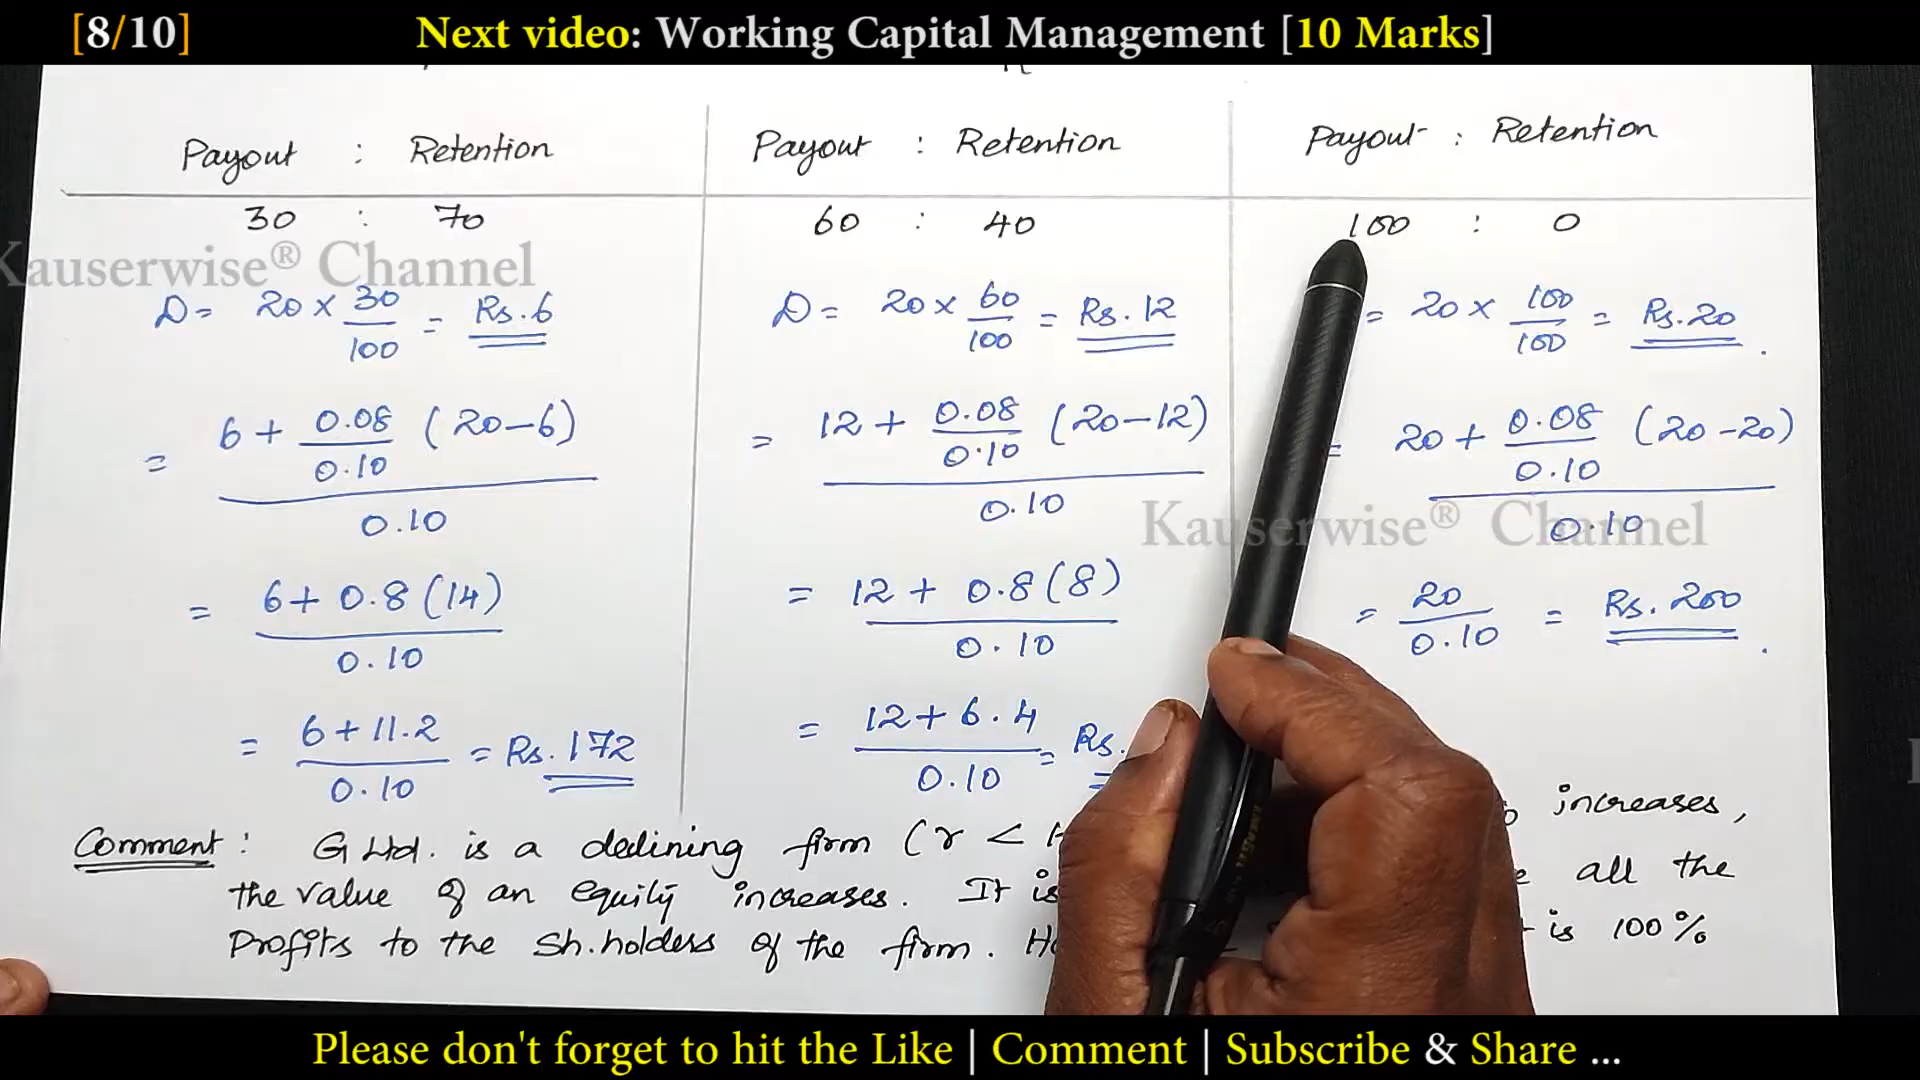 [8/10] Next video: Working Capital Management [10 Marks]
Payout : Retention
30 : 70
Kauserwise® Channel
D = 20 × 30/100 = Rs. 6
= 6 + 0.08/0.10 (20 – 6)
0.10
= 6 + 0.8 (14)
0.10
= 6 + 11.2
0.10
= Rs. 172
Payout : Retention
60 : 40
D = 20 × 60/100 = Rs. 12
= 12 + 0.08/0.10 (20 – 12)
0.10
= 12 + 0.8 (8)
0.10
= 12 + 6.4
0.10
= Rs.
Payout : Retention
100 : 0
= 20 × 100/100 = Rs. 20
= 20 + 0.08/0.10 (20 – 20)
0.10
Kauserwise® Channel
= 20/0.10 = Rs. 200
Comment : G Ltd. is a declining firm (r < increases,
the value of an equity increases. It is all the
Profits to the Sh.holders of the firm. is 100%
Please don't forget to hit the Like | Comment | Subscribe & Share ...